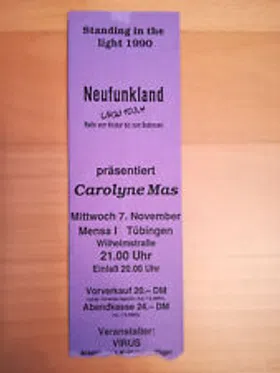 Standing in the
light 1990
Neufunkland
präsentiert
Carolyne Mas
Mittwoch 7. November
Mensa I Tübingen
Wilhelmstraße
21.00 Uhr
Einlaß 20.00 Uhr
Vorverkauf 20.– DM
Abendkasse 24.– DM
Veranstalter:
VIRUS